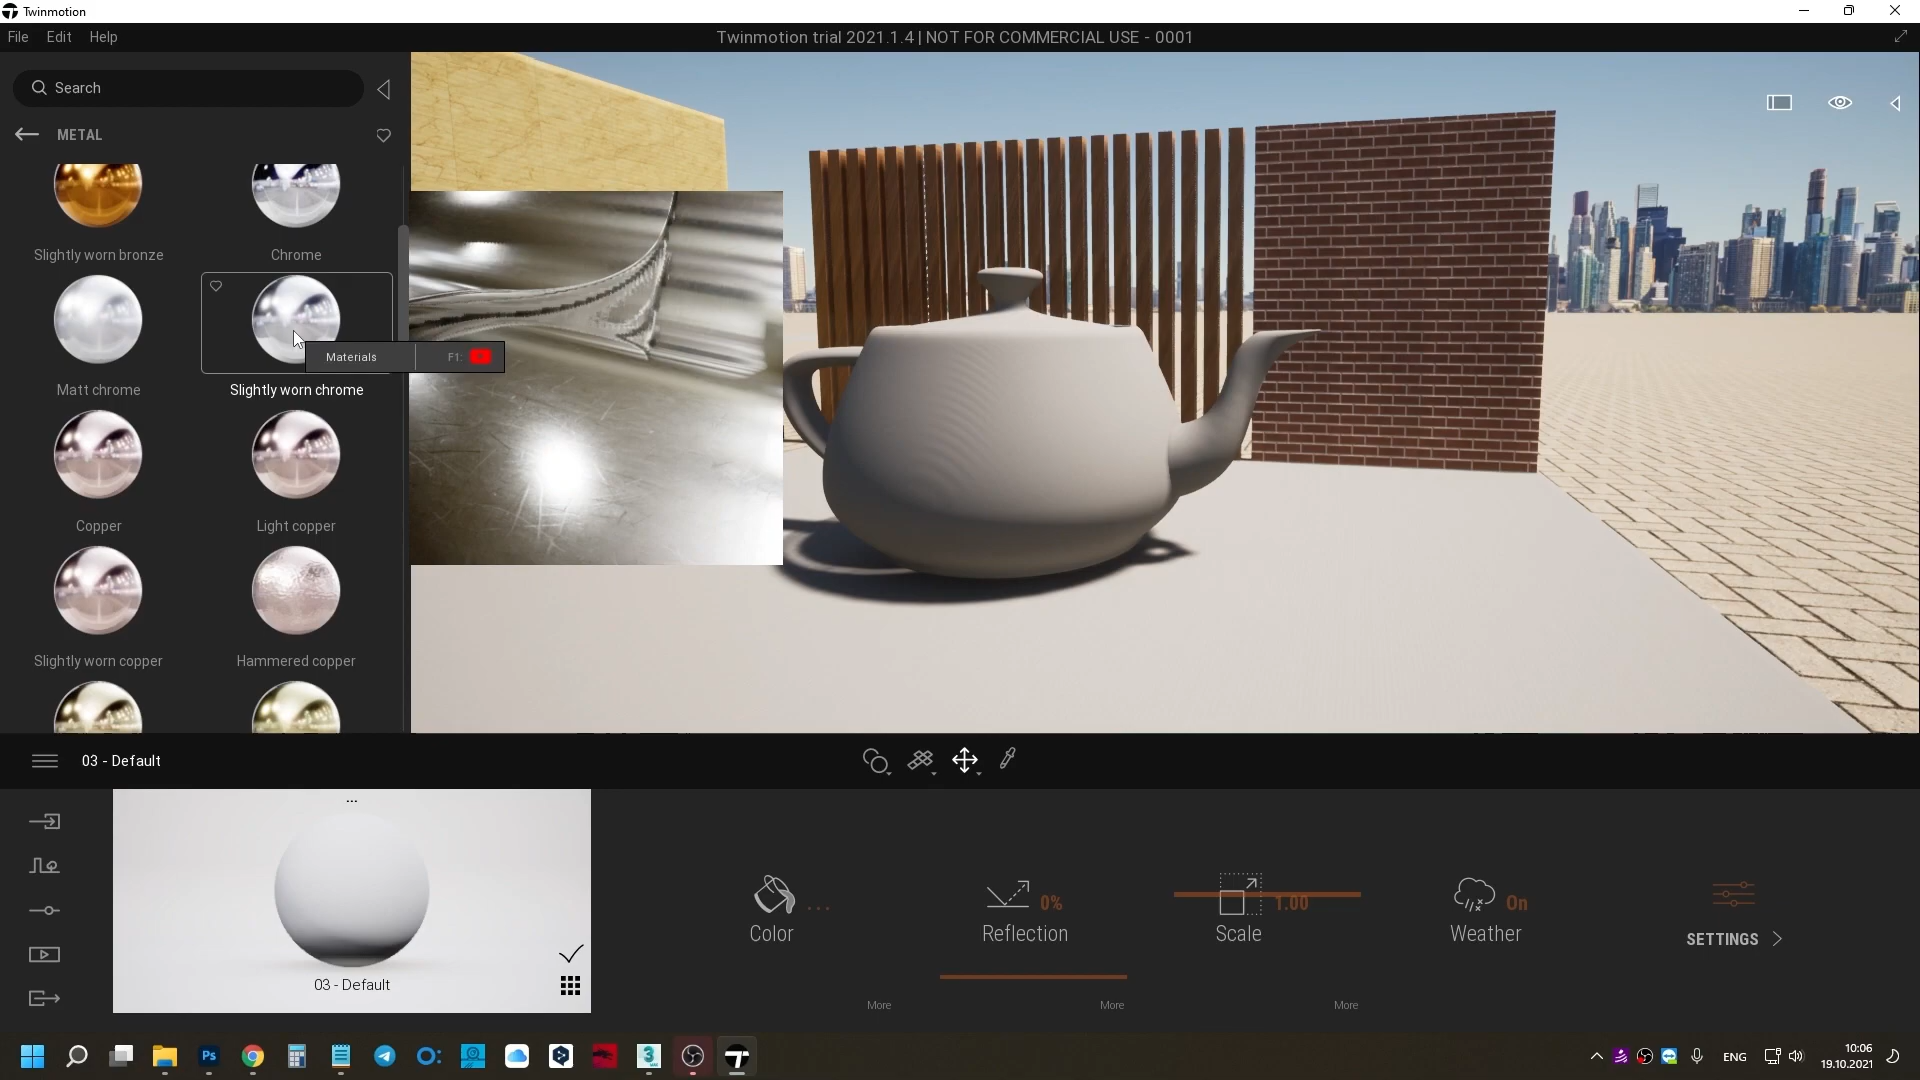 Twinmotion
File Edit Help
Twinmotion trial 2021.1.4 | NOT FOR COMMERCIAL USE - 0001
Search
METAL
Slightly worn bronze Chrome
Matt chrome Slightly worn chrome
Materials F1:
Copper Light copper
Slightly worn copper Hammered copper
03 - Default
...
03 - Default
Color ...
Reflection 0%
Scale 1.00
Weather On
SETTINGS
More More More
Ps
3
ENG
10:06
19.10.2021